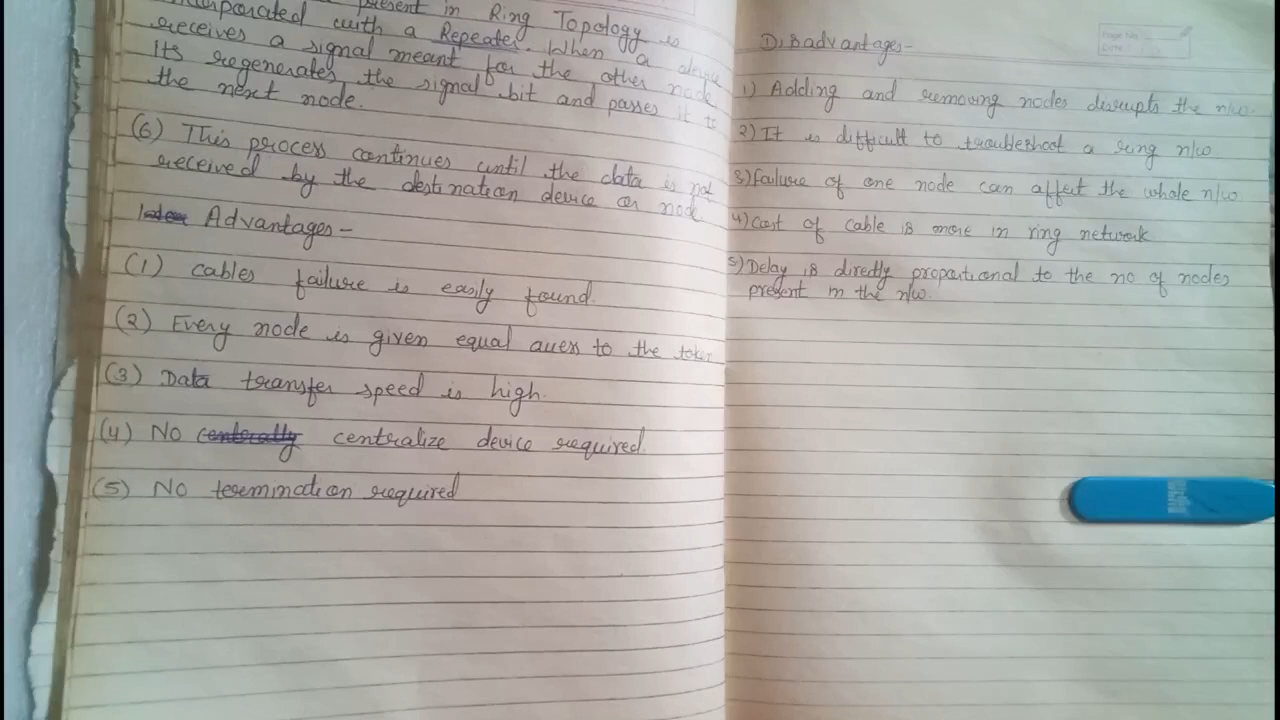 present in Ring Topology is
incorporated with a Repeater. When a device
receives a signal meant for the other node,
Its regenerates the signal bit and passes it to
the next node.
(6) This process continues until the data is not
received by the destination device or node.
Advantages-
(1) cables failure is easily found.
(2) Every node is given equal access to the token
(3) Data transfer speed is high.
(4) No centrally centralize device required.
(5) No termination required
Page No.
Date
Disadvantages-
1) Adding and removing nodes disrupts the n/w.
2) It is difficult to troubleshoot a ring n/w.
3) failure of one node can affect the whole n/w
4) cost of cable is more in ring network
5) Delay is directly proportional to the no of nodes
present in the n/w.